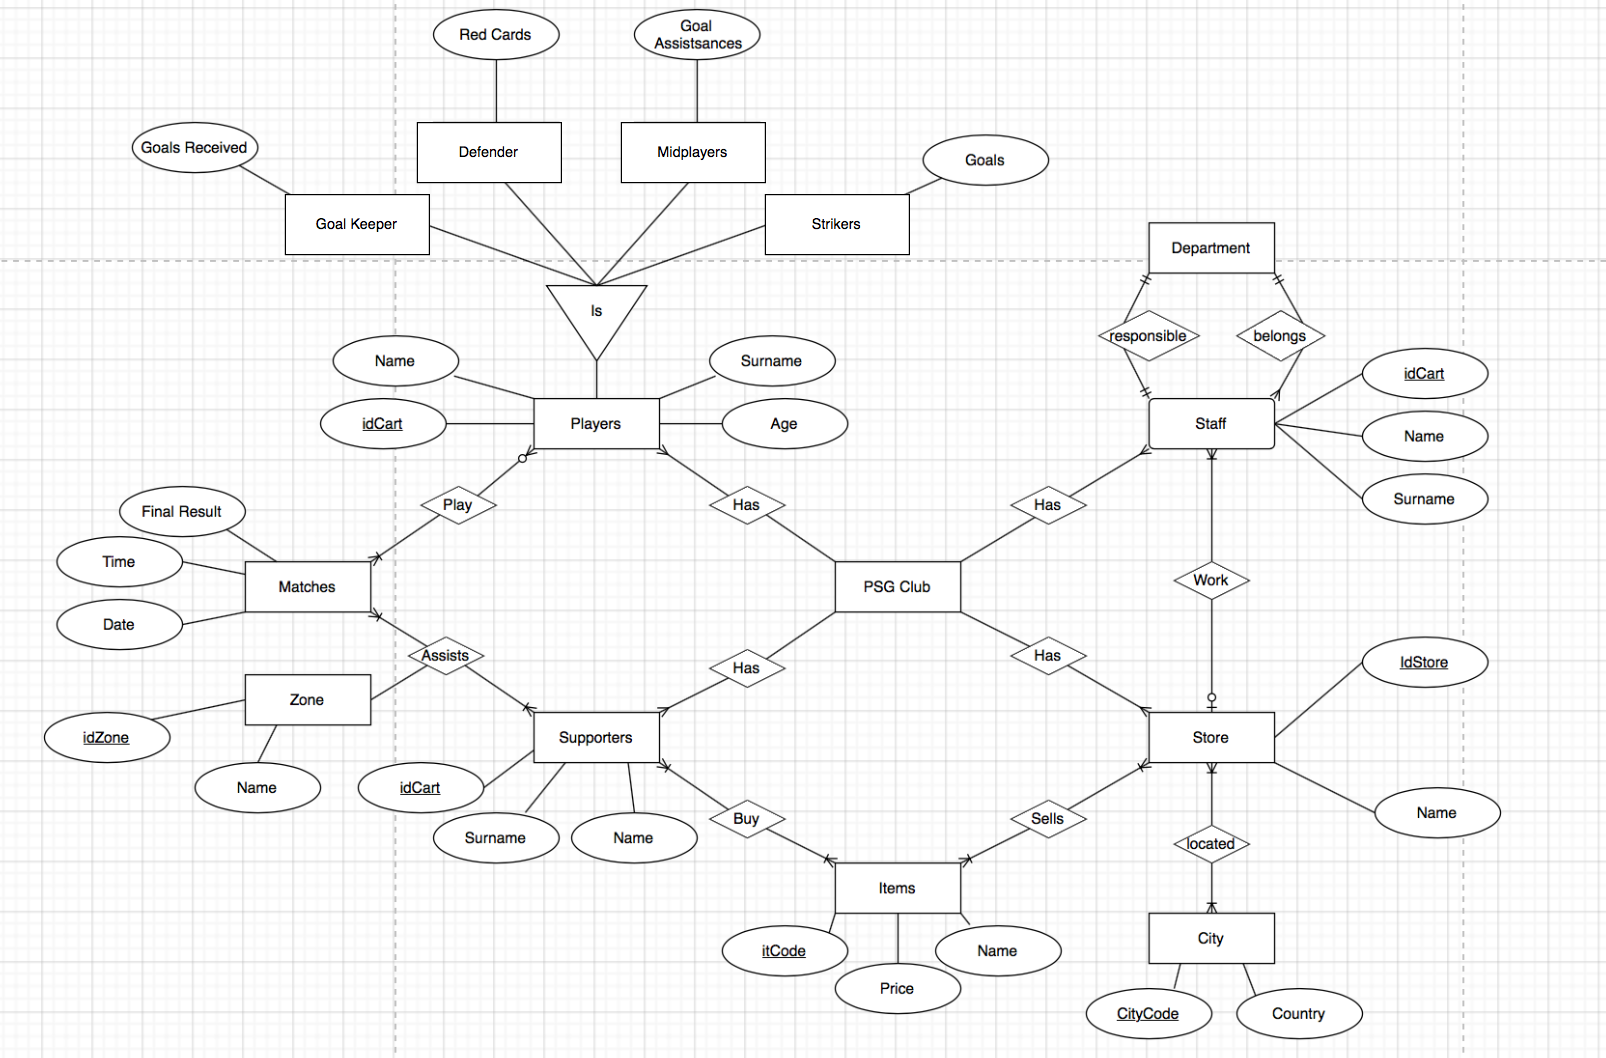 Red Cards
Goal
Assistsances
Goals Received
Defender
Midplayers
Goals
Goal Keeper
Strikers
Department
Is
responsible
belongs
Name
Surname
idCart
idCart
Players
Age
Staff
Name
Surname
Final Result
Play
Has
Has
Time
Matches
PSG Club
Work
Date
Assists
Has
Has
IdStore
Zone
idZone
Supporters
Store
Name
idCart
Name
Surname
Name
Buy
Sells
located
Items
City
itCode
Name
Price
CityCode
Country